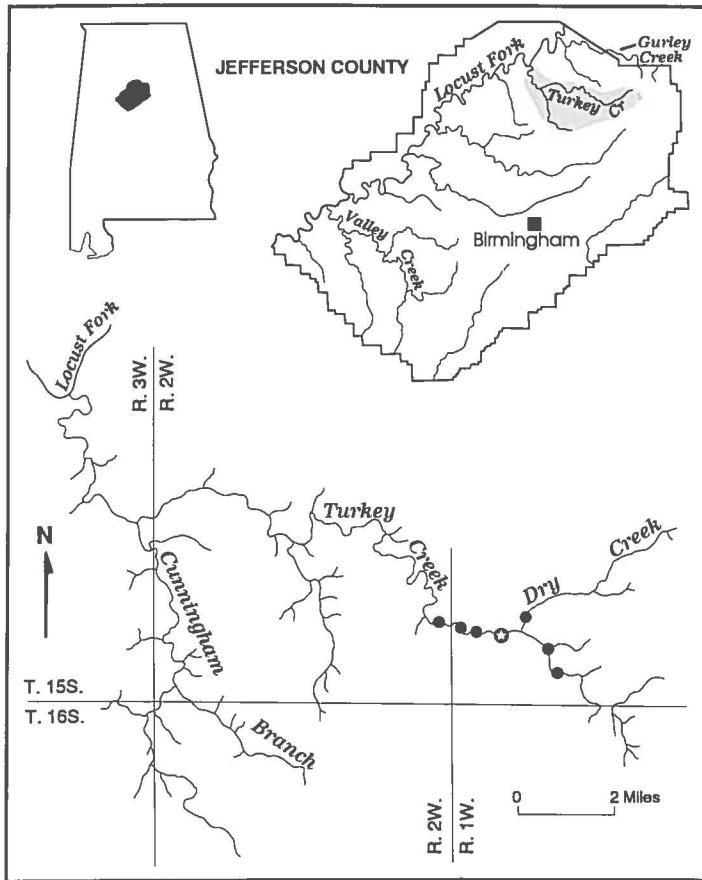 JEFFERSON COUNTY
Gurley
Creek
Locust Fork
Turkey
Cr
Birmingham
Valley
Creek
Locust Fork
R. 3W.
R. 2W.
N
Turkey
Creek
Dry
Creek
Cunningham
Branch
T. 15S.
T. 16S.
0
2 Miles
R. 2W.
R. 1W.